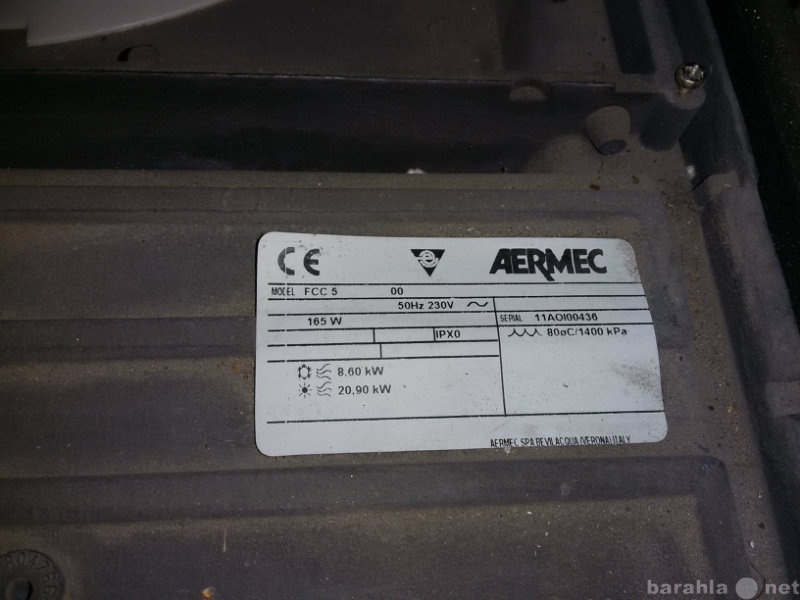 CE AERMEC
MODEL FCC 5 00
50Hz 230V
165 W
SERIAL 11AOI00436
IPX0
80øC/1400 kPa
8.60 kW
20,90 kW
AERMEC SPA BEVILACQUA (VERONA) ITALY
barahla.net